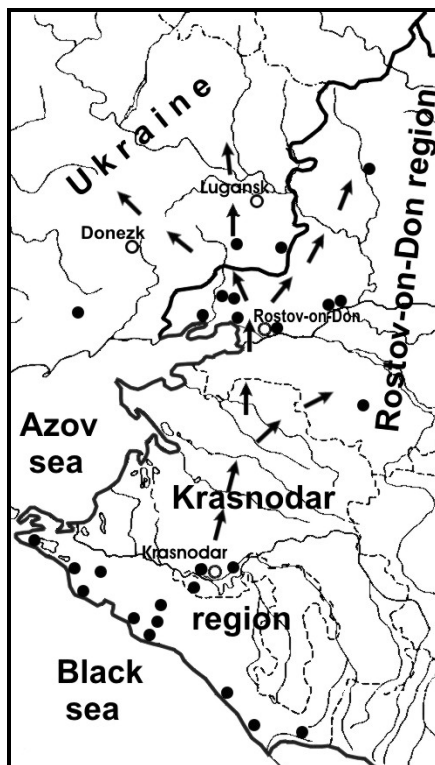 Ukraine
Lugansk
Donezk
Rostov-on-Don region
Rostov-on-Don
Azov
sea
Krasnodar
Krasnodar
region
Black
sea